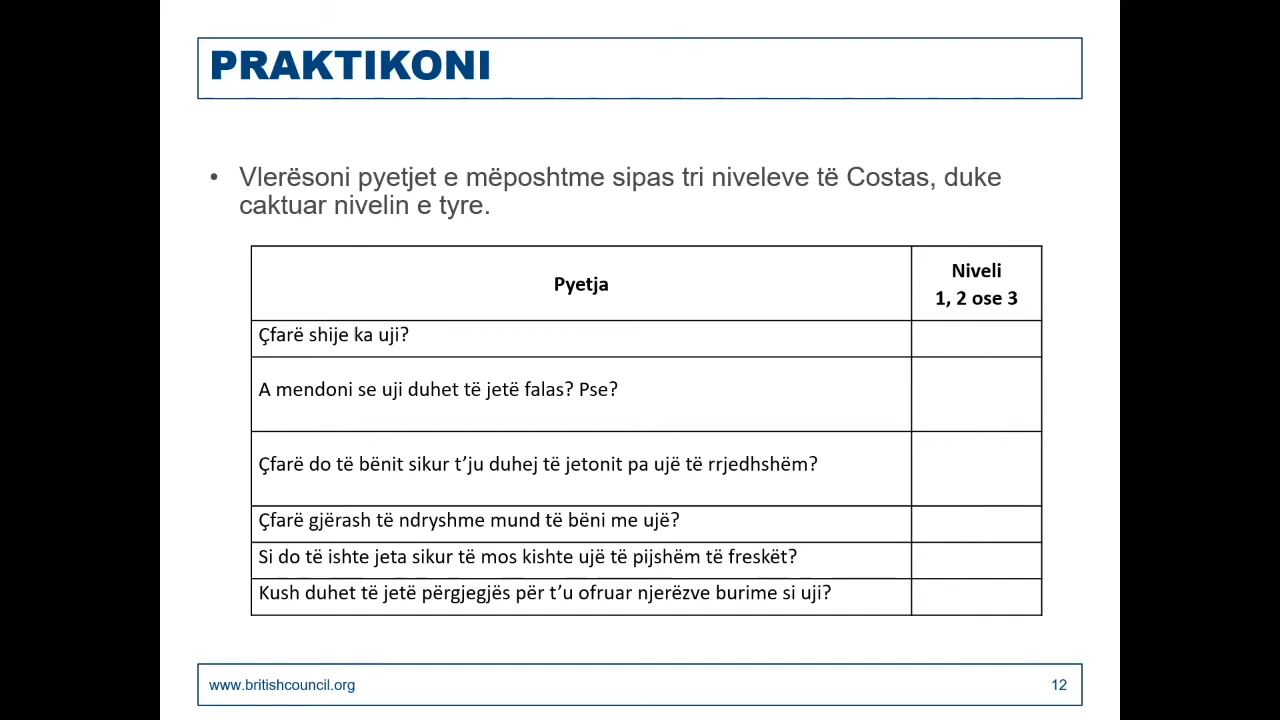 PRAKTIKONI
• Vlerësoni pyetjet e mëposhtme sipas tri niveleve të Costas, duke
caktuar nivelin e tyre.
Pyetja
Niveli
1, 2 ose 3
Çfarë shije ka uji?
A mendoni se uji duhet të jetë falas? Pse?
Çfarë do të bënit sikur t’ju duhej të jetonit pa ujë të rrjedhshëm?
Çfarë gjërash të ndryshme mund të bëni me ujë?
Si do të ishte jeta sikur të mos kishte ujë të pijshëm të freskët?
Kush duhet të jetë përgjegjës për t’u ofruar njerëzve burime si uji?
www.britishcouncil.org
12